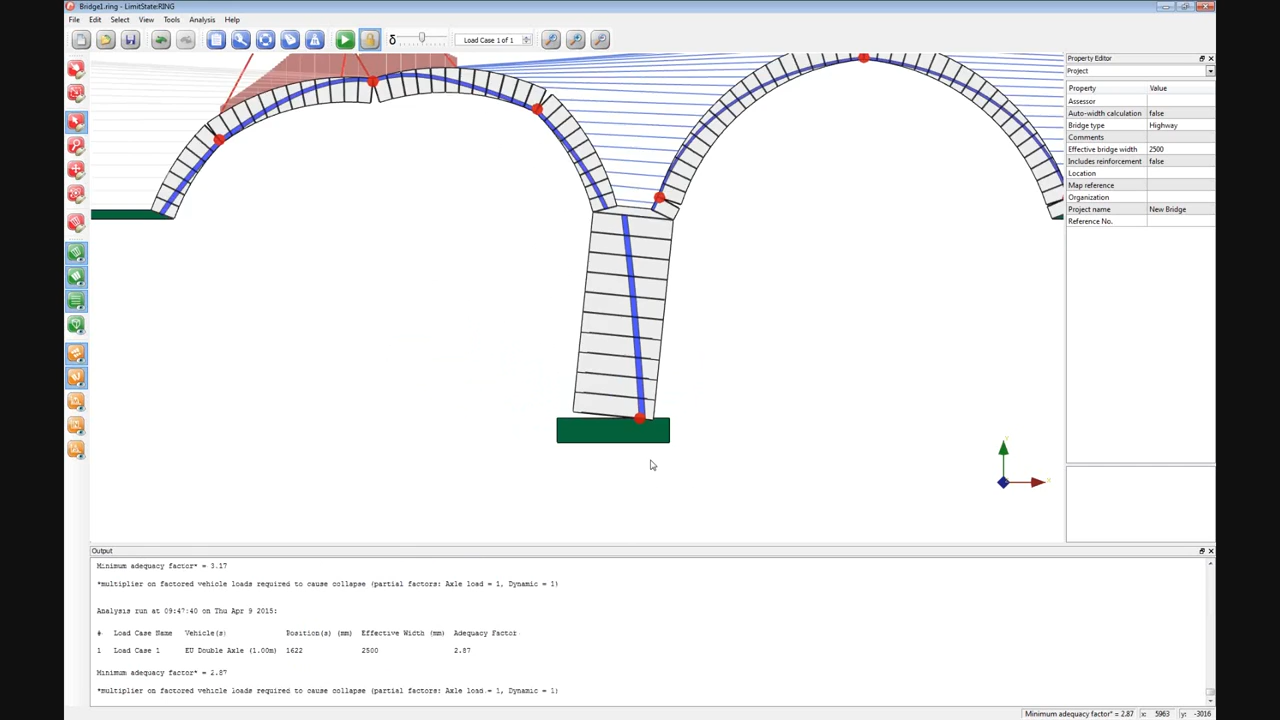 Bridge1.ring - LimitState:RING
File Edit Select View Tools Analysis Help
δ Load Case 1 of 1
Property Editor
Project
Property Value
Assessor
Auto-width calculation false
Bridge type Highway
Comments
Effective bridge width 2500
Includes reinforcement false
Location
Map reference
Organization
Project name New Bridge
Reference No.
Output
Minimum adequacy factor* = 3.17
*multiplier on factored vehicle loads required to cause collapse (partial factors: Axle load = 1, Dynamic = 1)
Analysis run at 09:47:40 on Thu Apr 9 2015:
# Load Case Name Vehicle(s) Position(s) (mm) Effective Width (mm) Adequacy Factor
1 Load Case 1 EU Double Axle (1.00m) 1622 2500 2.87
Minimum adequacy factor* = 2.87
*multiplier on factored vehicle loads required to cause collapse (partial factors: Axle load = 1, Dynamic = 1)
Minimum adequacy factor* = 2.87 x: 5963 y: -3016